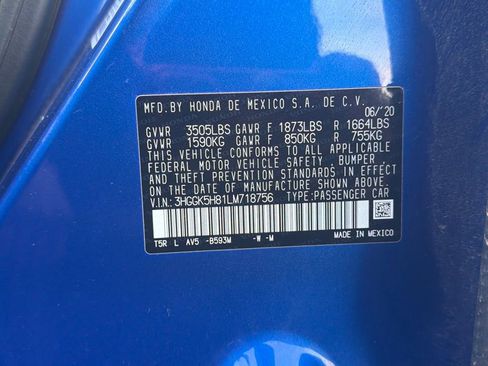 MFD.BY HONDA DE MEXICO S.A. DE C.V.
06/'20
GVWR 3505LBS GAWR F 1873LBS R 1664LBS
GVWR 1590KG GAWR F 850KG R 755KG
THIS VEHICLE CONFORMS TO ALL APPLICABLE
FEDERAL MOTOR VEHICLE SAFETY, BUMPER,
AND THEFT PREVENTION STANDARDS IN EFFECT
ON THE DATE OF MANUFACTURE SHOWN ABOVE.
V.I.N: 3HGGK5H81LM718756 TYPE:PASSENGER CAR
T5R L AV5 -B593M -W -M MADE IN MEXICO